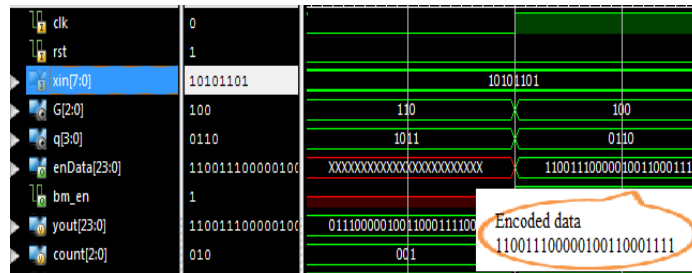 clk 0
rst 1
xin[7:0] 10101101 10101101
G[2:0] 100 110 100
q[3:0] 0110 1011 0110
enData[23:0] 110011100000100 XXXXXXXXXXXXXXXXXXXXXXXX 11001110000010011000111
bm_en 1
yout[23:0] 110011100000100 01110000010011000111100
count[2:0] 010 001
Encoded data
110011100000100110001111